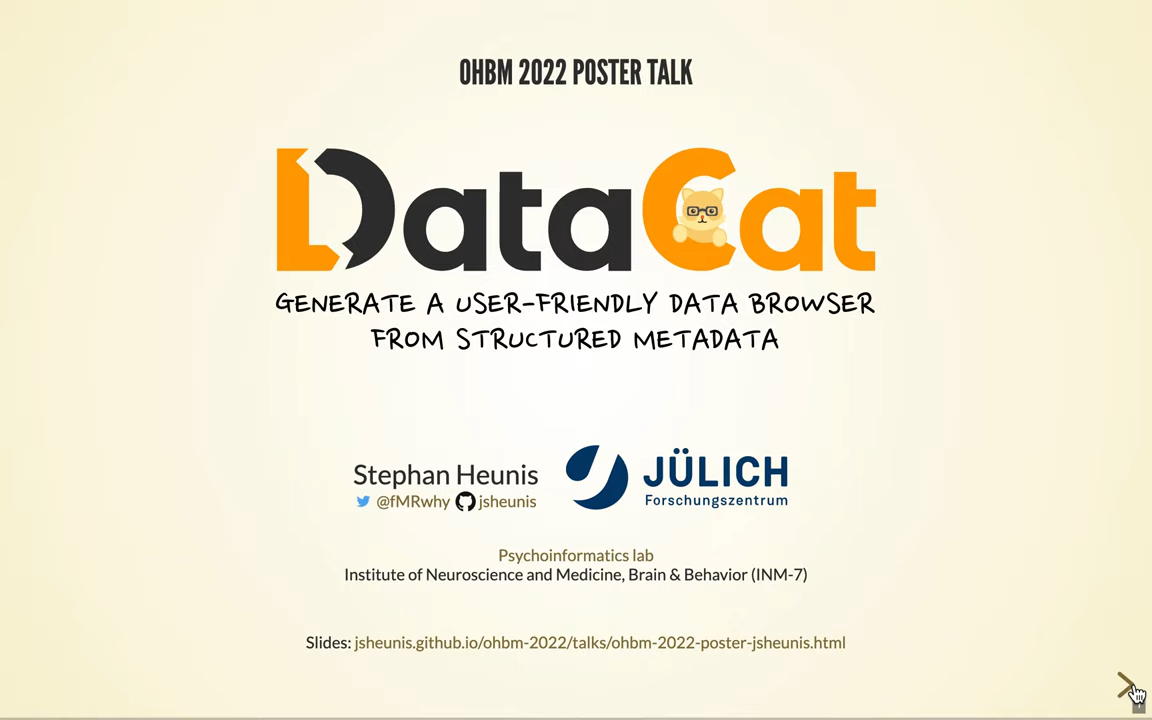 OHBM 2022 POSTER TALK
DataCat
GENERATE A USER-FRIENDLY DATA BROWSER
FROM STRUCTURED METADATA
Stephan Heunis
@fMRwhy jsheunis
JÜLICH
Forschungszentrum
Psychoinformatics lab
Institute of Neuroscience and Medicine, Brain & Behavior (INM-7)
Slides: jsheunis.github.io/ohbm-2022/talks/ohbm-2022-poster-jsheunis.html